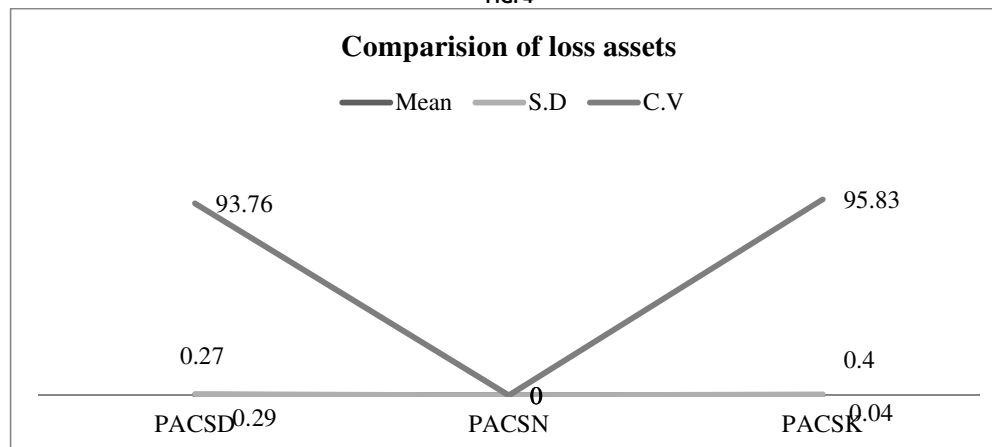 Comparision of loss assets
Mean S.D C.V
93.76
95.83
0.27
0.4
0
PACSD 0.29 PACSN PACSK 0.04